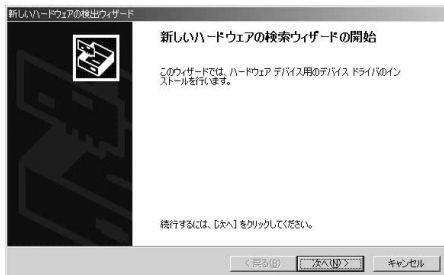 新しいハードウェアの検出ウィザード
新しいハードウェアの検索ウィザードの開始
このウィザードでは、ハードウェア デバイス用のデバイス ドライバのイン
ストールを行います。
続行するには、[次へ] をクリックしてください。
< 戻る(B) 次へ(N) > キャンセル